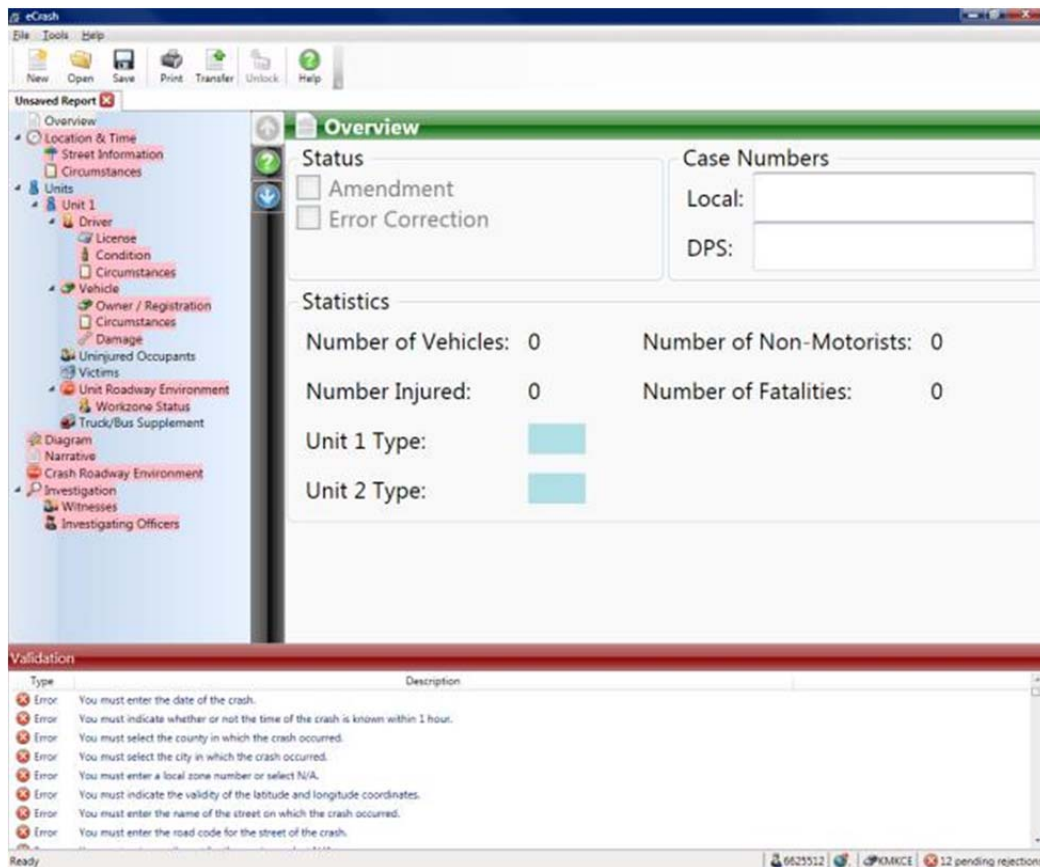 eCrash
File Tools Help
New Open Save Print Transfer Unlock Help
Unsaved Report
Overview
Location & Time
Street Information
Circumstances
Units
Unit 1
Driver
License
Condition
Circumstances
Vehicle
Owner / Registration
Circumstances
Damage
Uninjured Occupants
Victims
Unit Roadway Environment
Workzone Status
Truck/Bus Supplement
Diagram
Narrative
Crash Roadway Environment
Investigation
Witnesses
Investigating Officers
Overview
Status
Amendment
Error Correction
Case Numbers
Local:
DPS:
Statistics
Number of Vehicles: 0 Number of Non-Motorists: 0
Number Injured: 0 Number of Fatalities: 0
Unit 1 Type:
Unit 2 Type:
Validation
Type Description
Error You must enter the date of the crash.
Error You must indicate whether or not the time of the crash is known within 1 hour.
Error You must select the county in which the crash occurred.
Error You must select the city in which the crash occurred.
Error You must enter a local zone number or select N/A.
Error You must indicate the validity of the latitude and longitude coordinates.
Error You must enter the name of the street on which the crash occurred.
Error You must enter the road code for the street of the crash.
Ready 6625512 KMKCE 12 pending rejections